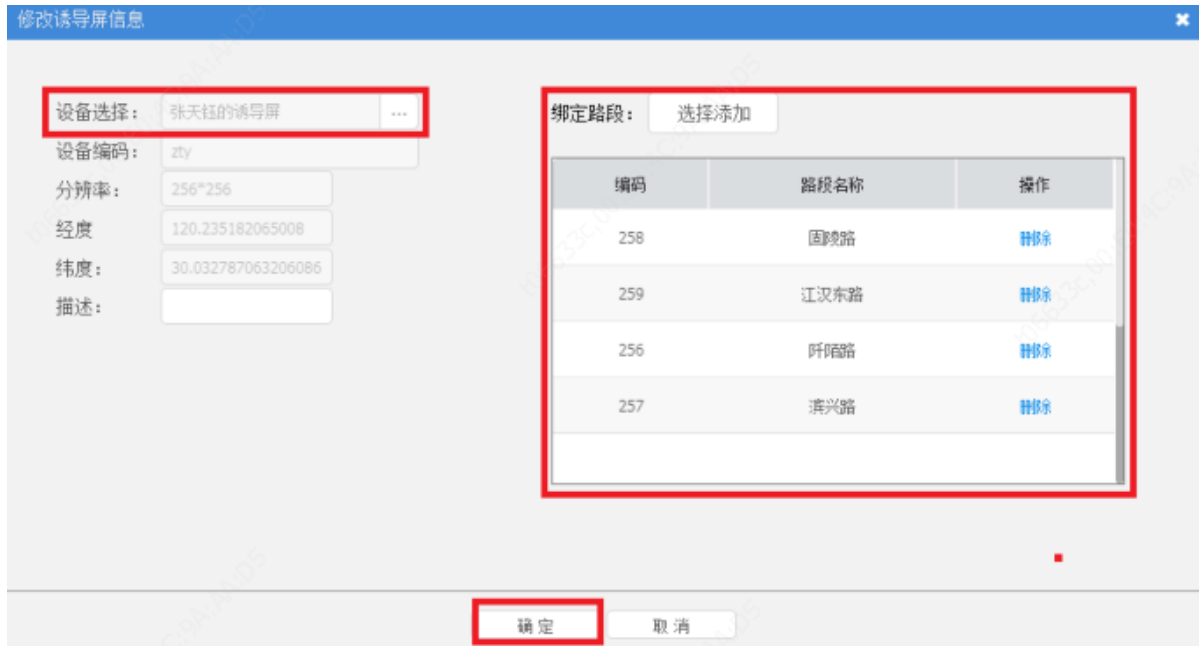 修改诱导屏信息
设备选择： 张天钰的诱导屏 ...
设备编码： zty
分辨率： 256*256
经度 120.235182065008
纬度： 30.032787063206086
描述：
绑定路段： 选择添加
编码 路段名称 操作
258 固陵路 删除
259 江汉东路 删除
256 阡陌路 删除
257 滨兴路 删除
确定 取消